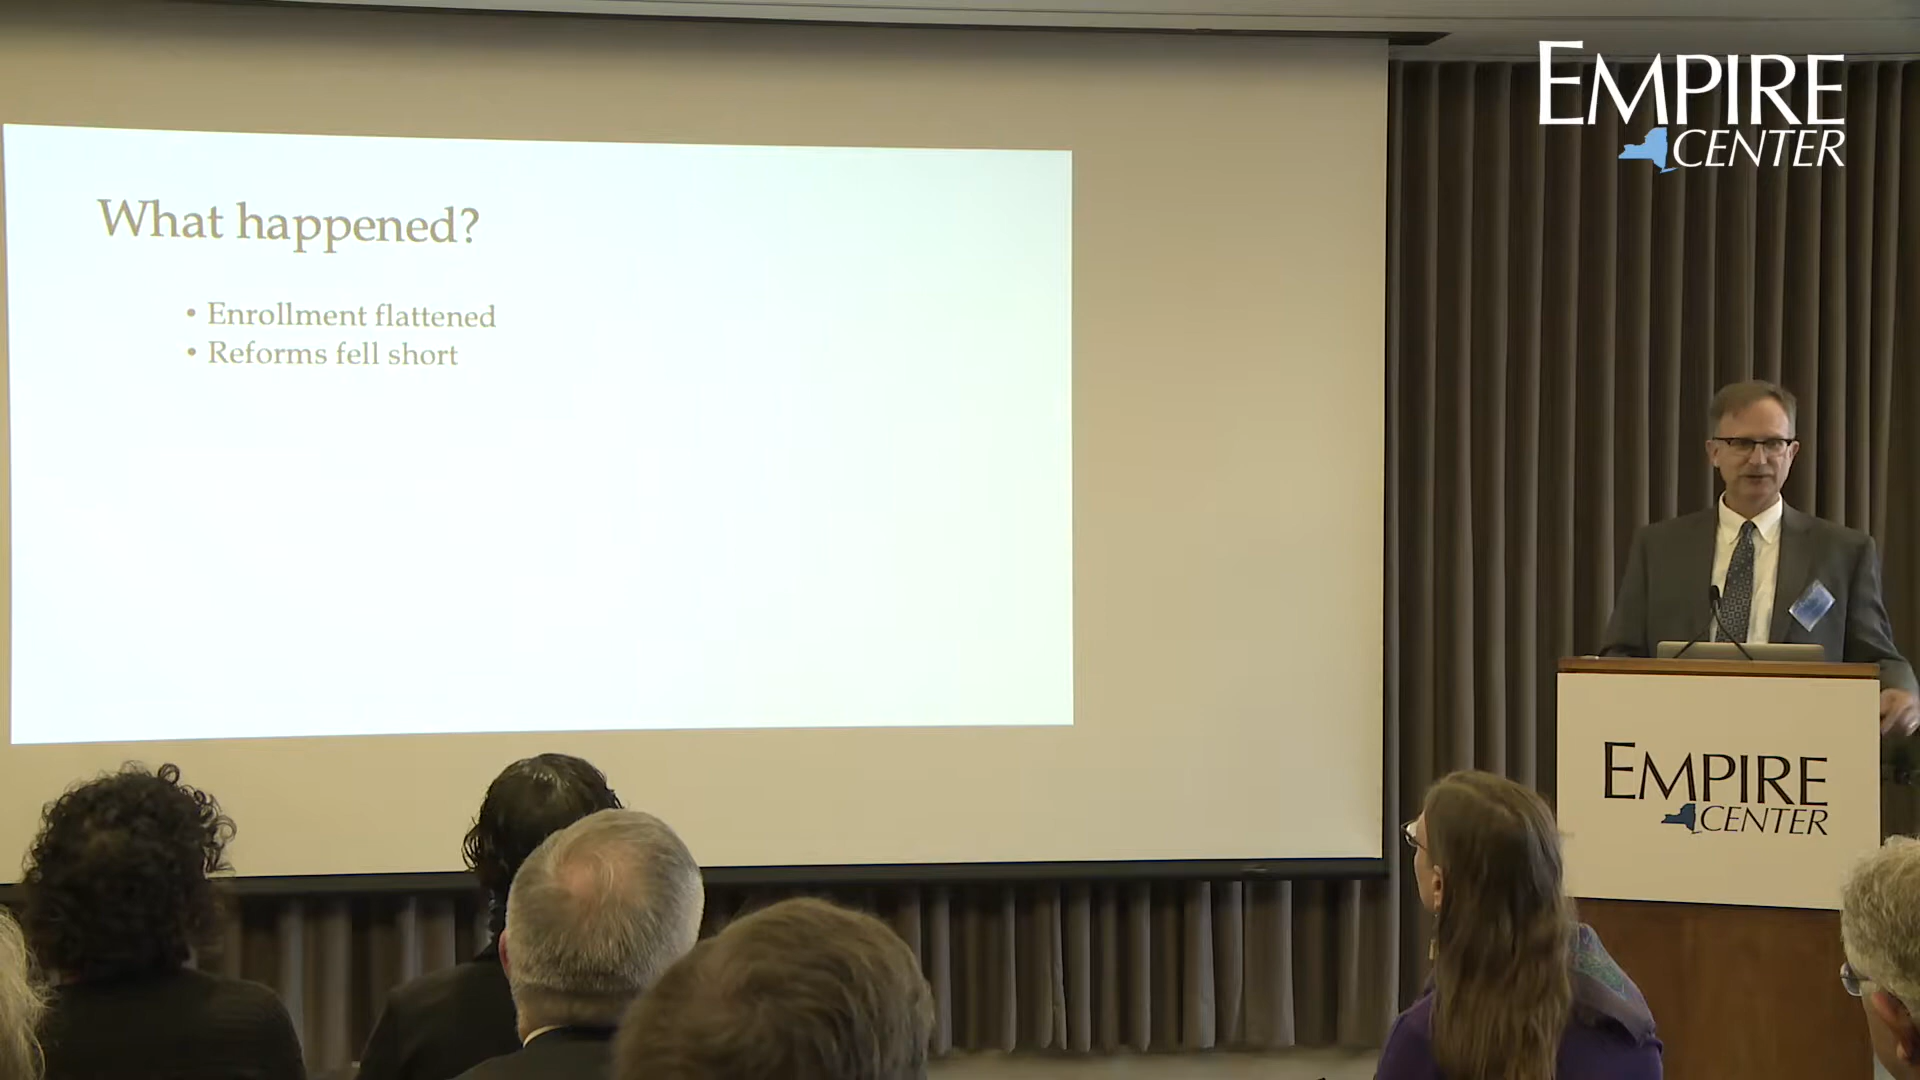 EMPIRE
CENTER
What happened?
• Enrollment flattened
• Reforms fell short
EMPIRE
CENTER